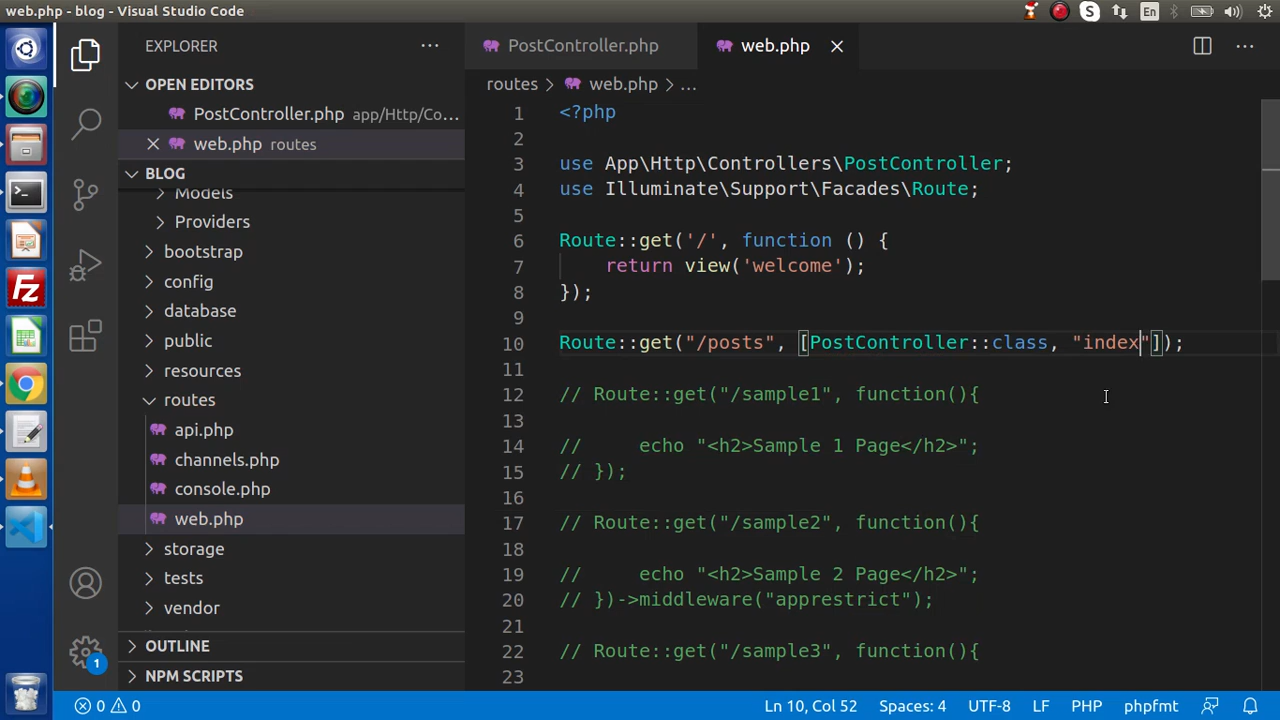 web.php - blog - Visual Studio Code
En
EXPLORER
OPEN EDITORS
PostController.php app/Http/Co...
web.php routes
BLOG
Models
Providers
bootstrap
config
database
public
resources
routes
api.php
channels.php
console.php
web.php
storage
tests
vendor
OUTLINE
NPM SCRIPTS
PostController.php
web.php
routes > web.php > ...
1 <?php
2
3 use App\Http\Controllers\PostController;
4 use Illuminate\Support\Facades\Route;
5
6 Route::get('/', function () {
7     return view('welcome');
8 });
9
10 Route::get("/posts", [PostController::class, "index"]);
11
12 // Route::get("/sample1", function(){
13
14 //     echo "<h2>Sample 1 Page</h2>";
15 // });
16
17 // Route::get("/sample2", function(){
18
19 //     echo "<h2>Sample 2 Page</h2>";
20 // })->middleware("apprestrict");
21
22 // Route::get("/sample3", function(){
23
1
0 0
Ln 10, Col 52 Spaces: 4 UTF-8 LF PHP phpfmt